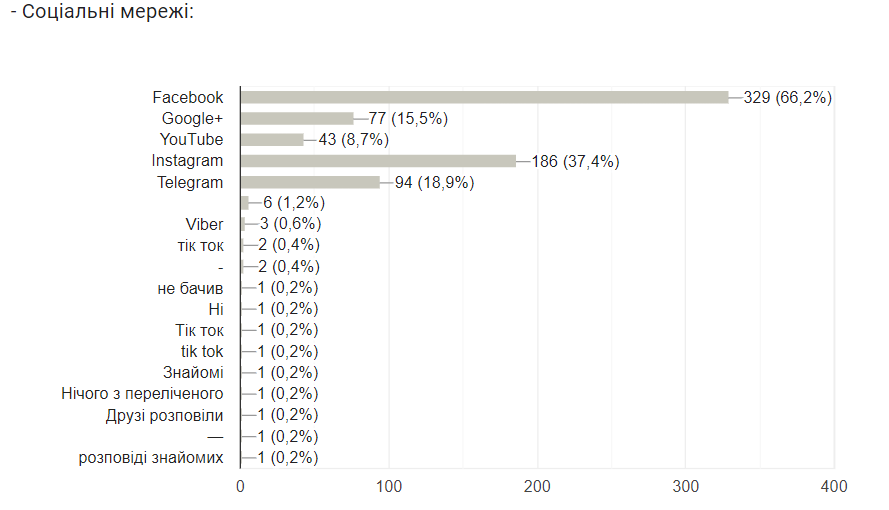 - Соціальні мережі:
Facebook 329 (66,2%)
Google+ 77 (15,5%)
YouTube 43 (8,7%)
Instagram 186 (37,4%)
Telegram 94 (18,9%)
6 (1,2%)
Viber 3 (0,6%)
тік ток 2 (0,4%)
- 2 (0,4%)
не бачив 1 (0,2%)
Ні 1 (0,2%)
Тік ток 1 (0,2%)
tik tok 1 (0,2%)
Знайомі 1 (0,2%)
Нічого з переліченого 1 (0,2%)
Друзі розповіли 1 (0,2%)
— 1 (0,2%)
розповіді знайомих 1 (0,2%)
0 100 200 300 400